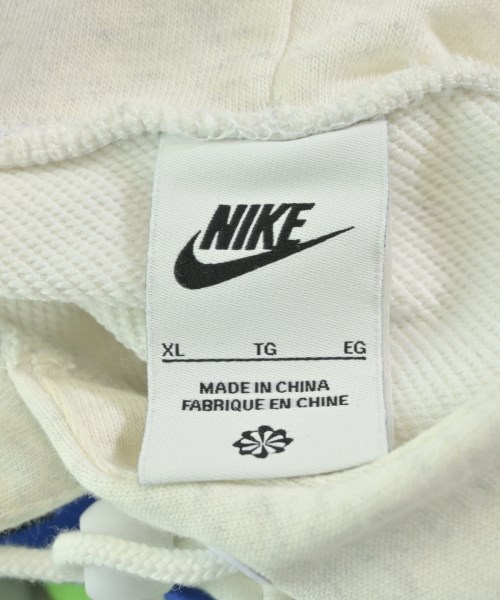 NIKE
XL TG EG
MADE IN CHINA
FABRIQUE EN CHINE